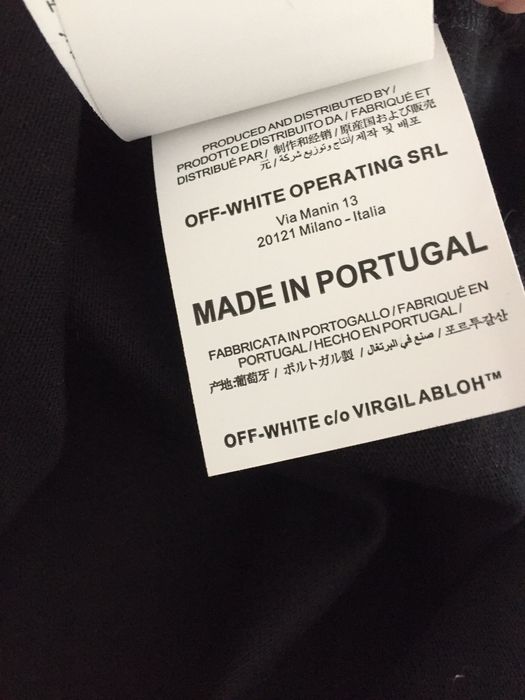 PRODUCED AND DISTRIBUTED BY /
PRODOTTO E DISTRIBUITO DA / FABRIQUÉ ET
DISTRIBUÉ PAR / 制作和经销 / 原産国および販売
元 / إنتاج وتوزيع شركة / 제작 및 배포
OFF-WHITE OPERATING SRL
Via Manin 13
20121 Milano - Italia
MADE IN PORTUGAL
FABBRICATA IN PORTOGALLO / FABRIQUÉ EN
PORTUGAL / HECHO EN PORTUGAL /
产地:葡萄牙 / ポルトガル製 / صنع في البرتغال / 포르투갈산
OFF-WHITE c/o VIRGIL ABLOH™